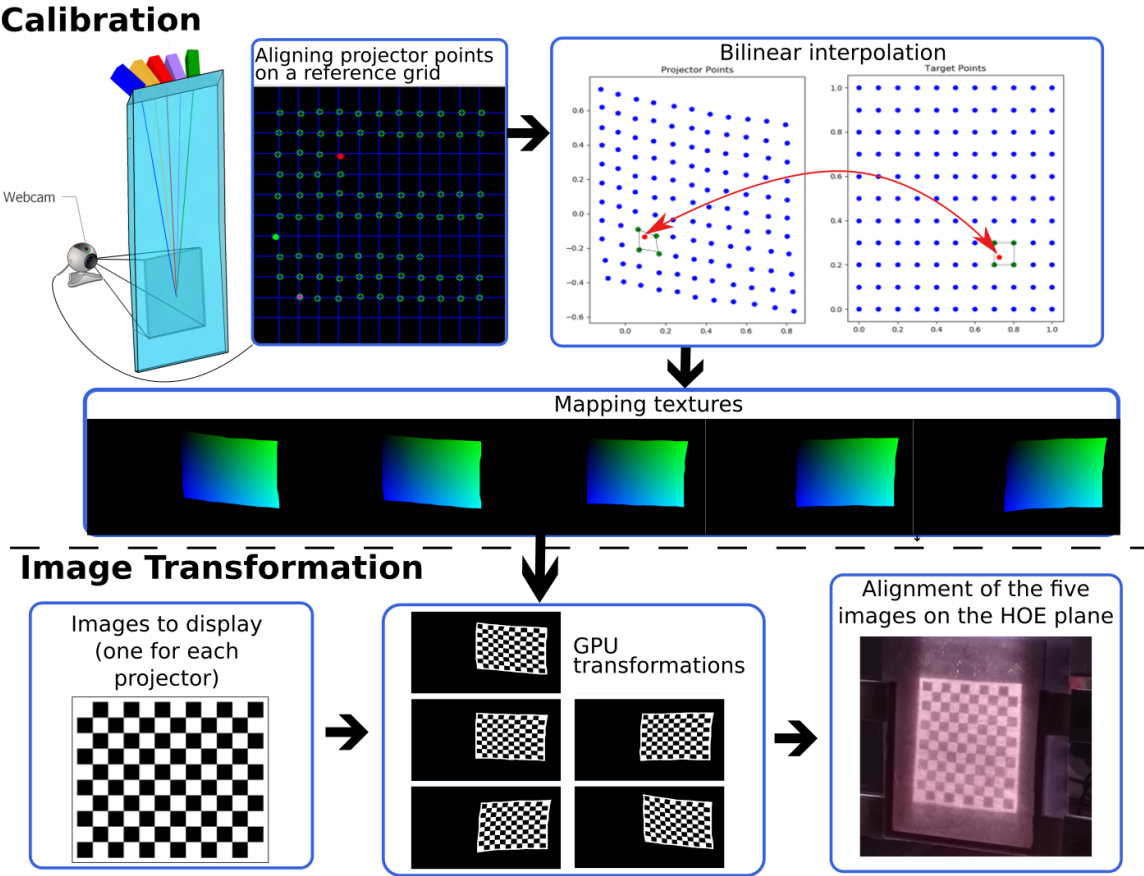 Calibration
Webcam
Aligning projector points
on a reference grid
Bilinear interpolation
Projector Points
0.6
0.4
0.2
0.0
−0.2
−0.4
−0.6
0.0 0.2 0.4 0.6 0.8
Target Points
1.0
0.8
0.6
0.4
0.2
0.0
0.0 0.2 0.4 0.6 0.8 1.0
Mapping textures
Image Transformation
Images to display
(one for each
projector)
GPU
transformations
Alignment of the five
images on the HOE plane